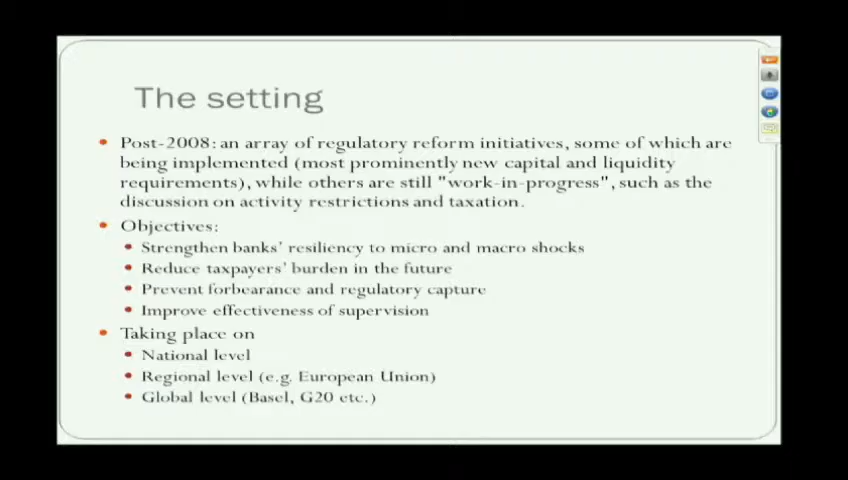 The setting
• Post-2008: an array of regulatory reform initiatives, some of which are
being implemented (most prominently new capital and liquidity
requirements), while others are still "work-in-progress", such as the
discussion on activity restrictions and taxation.
• Objectives:
• Strengthen banks' resiliency to micro and macro shocks
• Reduce taxpayers' burden in the future
• Prevent forbearance and regulatory capture
• Improve effectiveness of supervision
• Taking place on
• National level
• Regional level (e.g. European Union)
• Global level (Basel, G20 etc.)